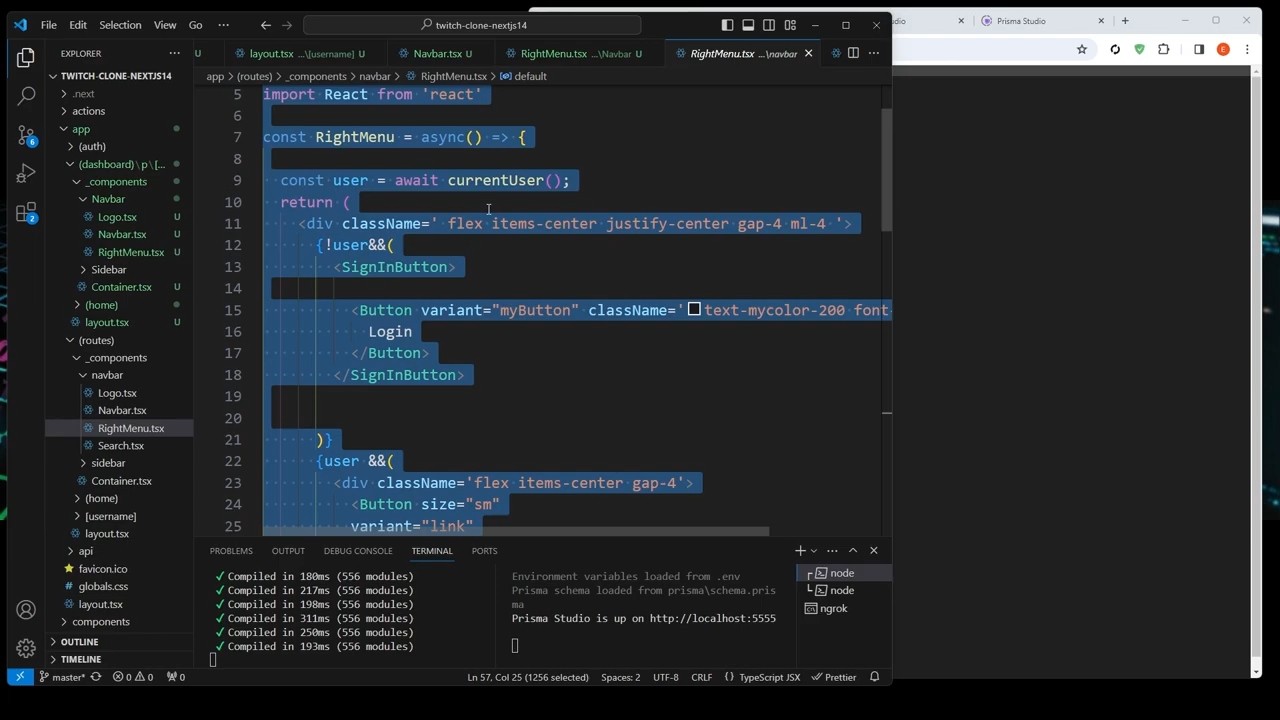 File Edit Selection View Go ··· twitch-clone-nextjs14
dio Prisma Studio
EXPLORER ··· U layout.tsx ...\[username] U Navbar.tsx U RightMenu.tsx ...\Navbar U RightMenu.tsx ...\navbar
app > (routes) > _components > navbar > RightMenu.tsx > default
TWITCH-CLONE-NEXTJS14
.next
actions
app
(auth)
(dashboard) \ p \ [...
_components
Navbar
Logo.tsx U
Navbar.tsx U
RightMenu.tsx U
Sidebar
Container.tsx U
(home)
layout.tsx U
(routes)
_components
navbar
Logo.tsx
Navbar.tsx
RightMenu.tsx
Search.tsx
sidebar
Container.tsx
(home)
[username]
layout.tsx
api
favicon.ico
globals.css
layout.tsx
components
OUTLINE
TIMELINE
6
2
E
5 import React from 'react'
6
7 const RightMenu = async() => {
8
9 const user = await currentUser();
10 return (
11 <div className=' flex items-center justify-center gap-4 ml-4 '>
12 {!user&&(
13 <SignInButton>
14
15 <Button variant="myButton" className=' text-mycolor-200 font-
16 Login
17 </Button>
18 </SignInButton>
19
20
21 )}
22 {user &&(
23 <div className='flex items-center gap-4'>
24 <Button size="sm"
25 variant="link"
PROBLEMS OUTPUT DEBUG CONSOLE TERMINAL PORTS
✓ Compiled in 180ms (556 modules)
✓ Compiled in 217ms (556 modules)
✓ Compiled in 198ms (556 modules)
✓ Compiled in 311ms (556 modules)
✓ Compiled in 250ms (556 modules)
✓ Compiled in 193ms (556 modules)
Environment variables loaded from .env
Prisma schema loaded from prisma\schema.pris
ma
Prisma Studio is up on http://localhost:5555
node
node
ngrok
master* 0 0 0 Ln 57, Col 25 (1256 selected) Spaces: 2 UTF-8 CRLF { } TypeScript JSX Prettier